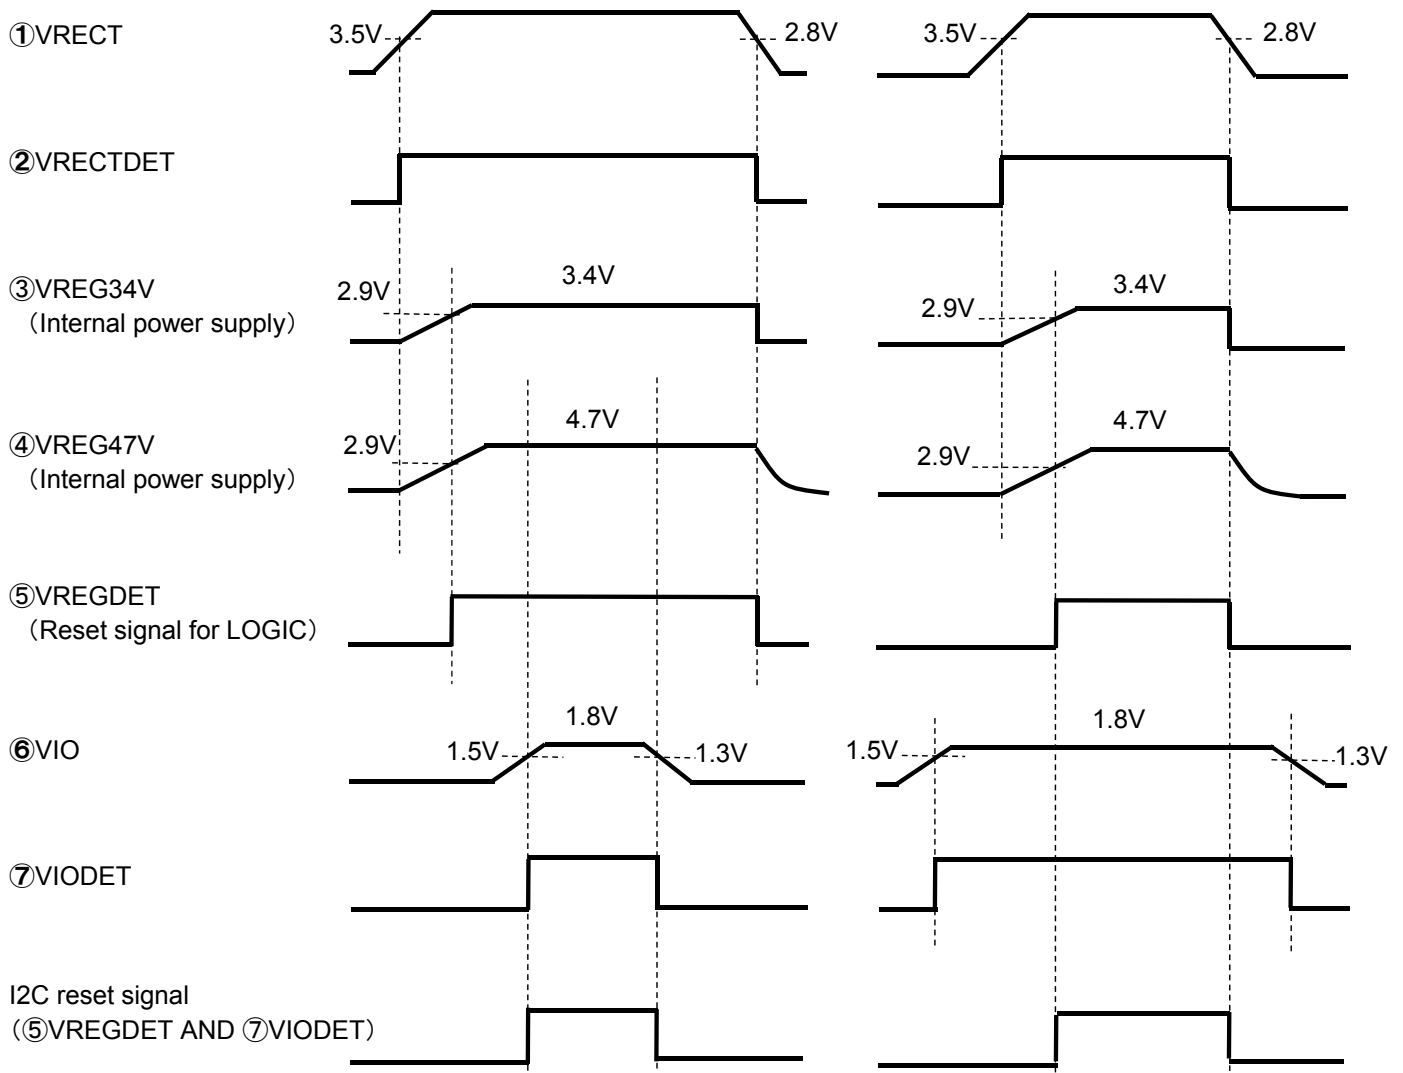 ①VRECT
3.5V
2.8V
3.5V
2.8V
②VRECTDET
③VREG34V
（Internal power supply）
2.9V
3.4V
2.9V
3.4V
④VREG47V
（Internal power supply）
2.9V
4.7V
2.9V
4.7V
⑤VREGDET
（Reset signal for LOGIC）
⑥VIO
1.5V
1.8V
1.3V
1.5V
1.8V
1.3V
⑦VIODET
I2C reset signal
（⑤VREGDET AND ⑦VIODET）